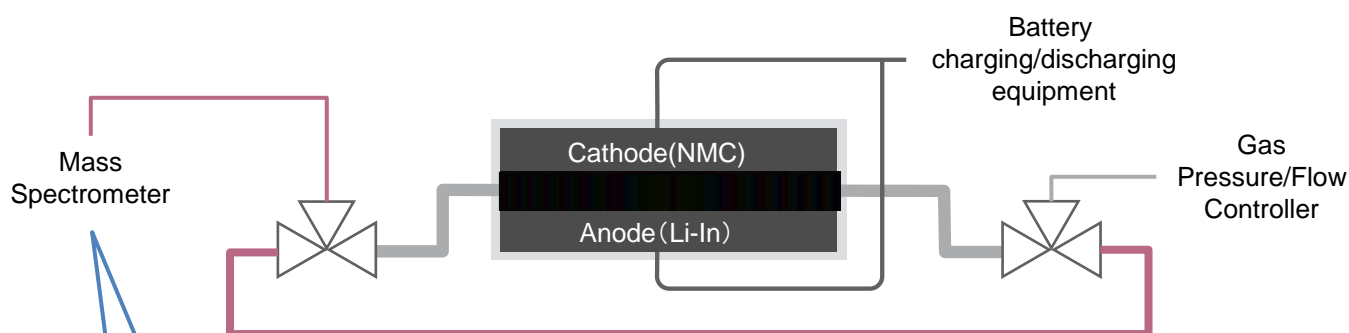 Battery
charging/discharging
equipment
Mass
Spectrometer
Cathode(NMC)
Anode（Li-In）
Gas
Pressure/Flow
Controller